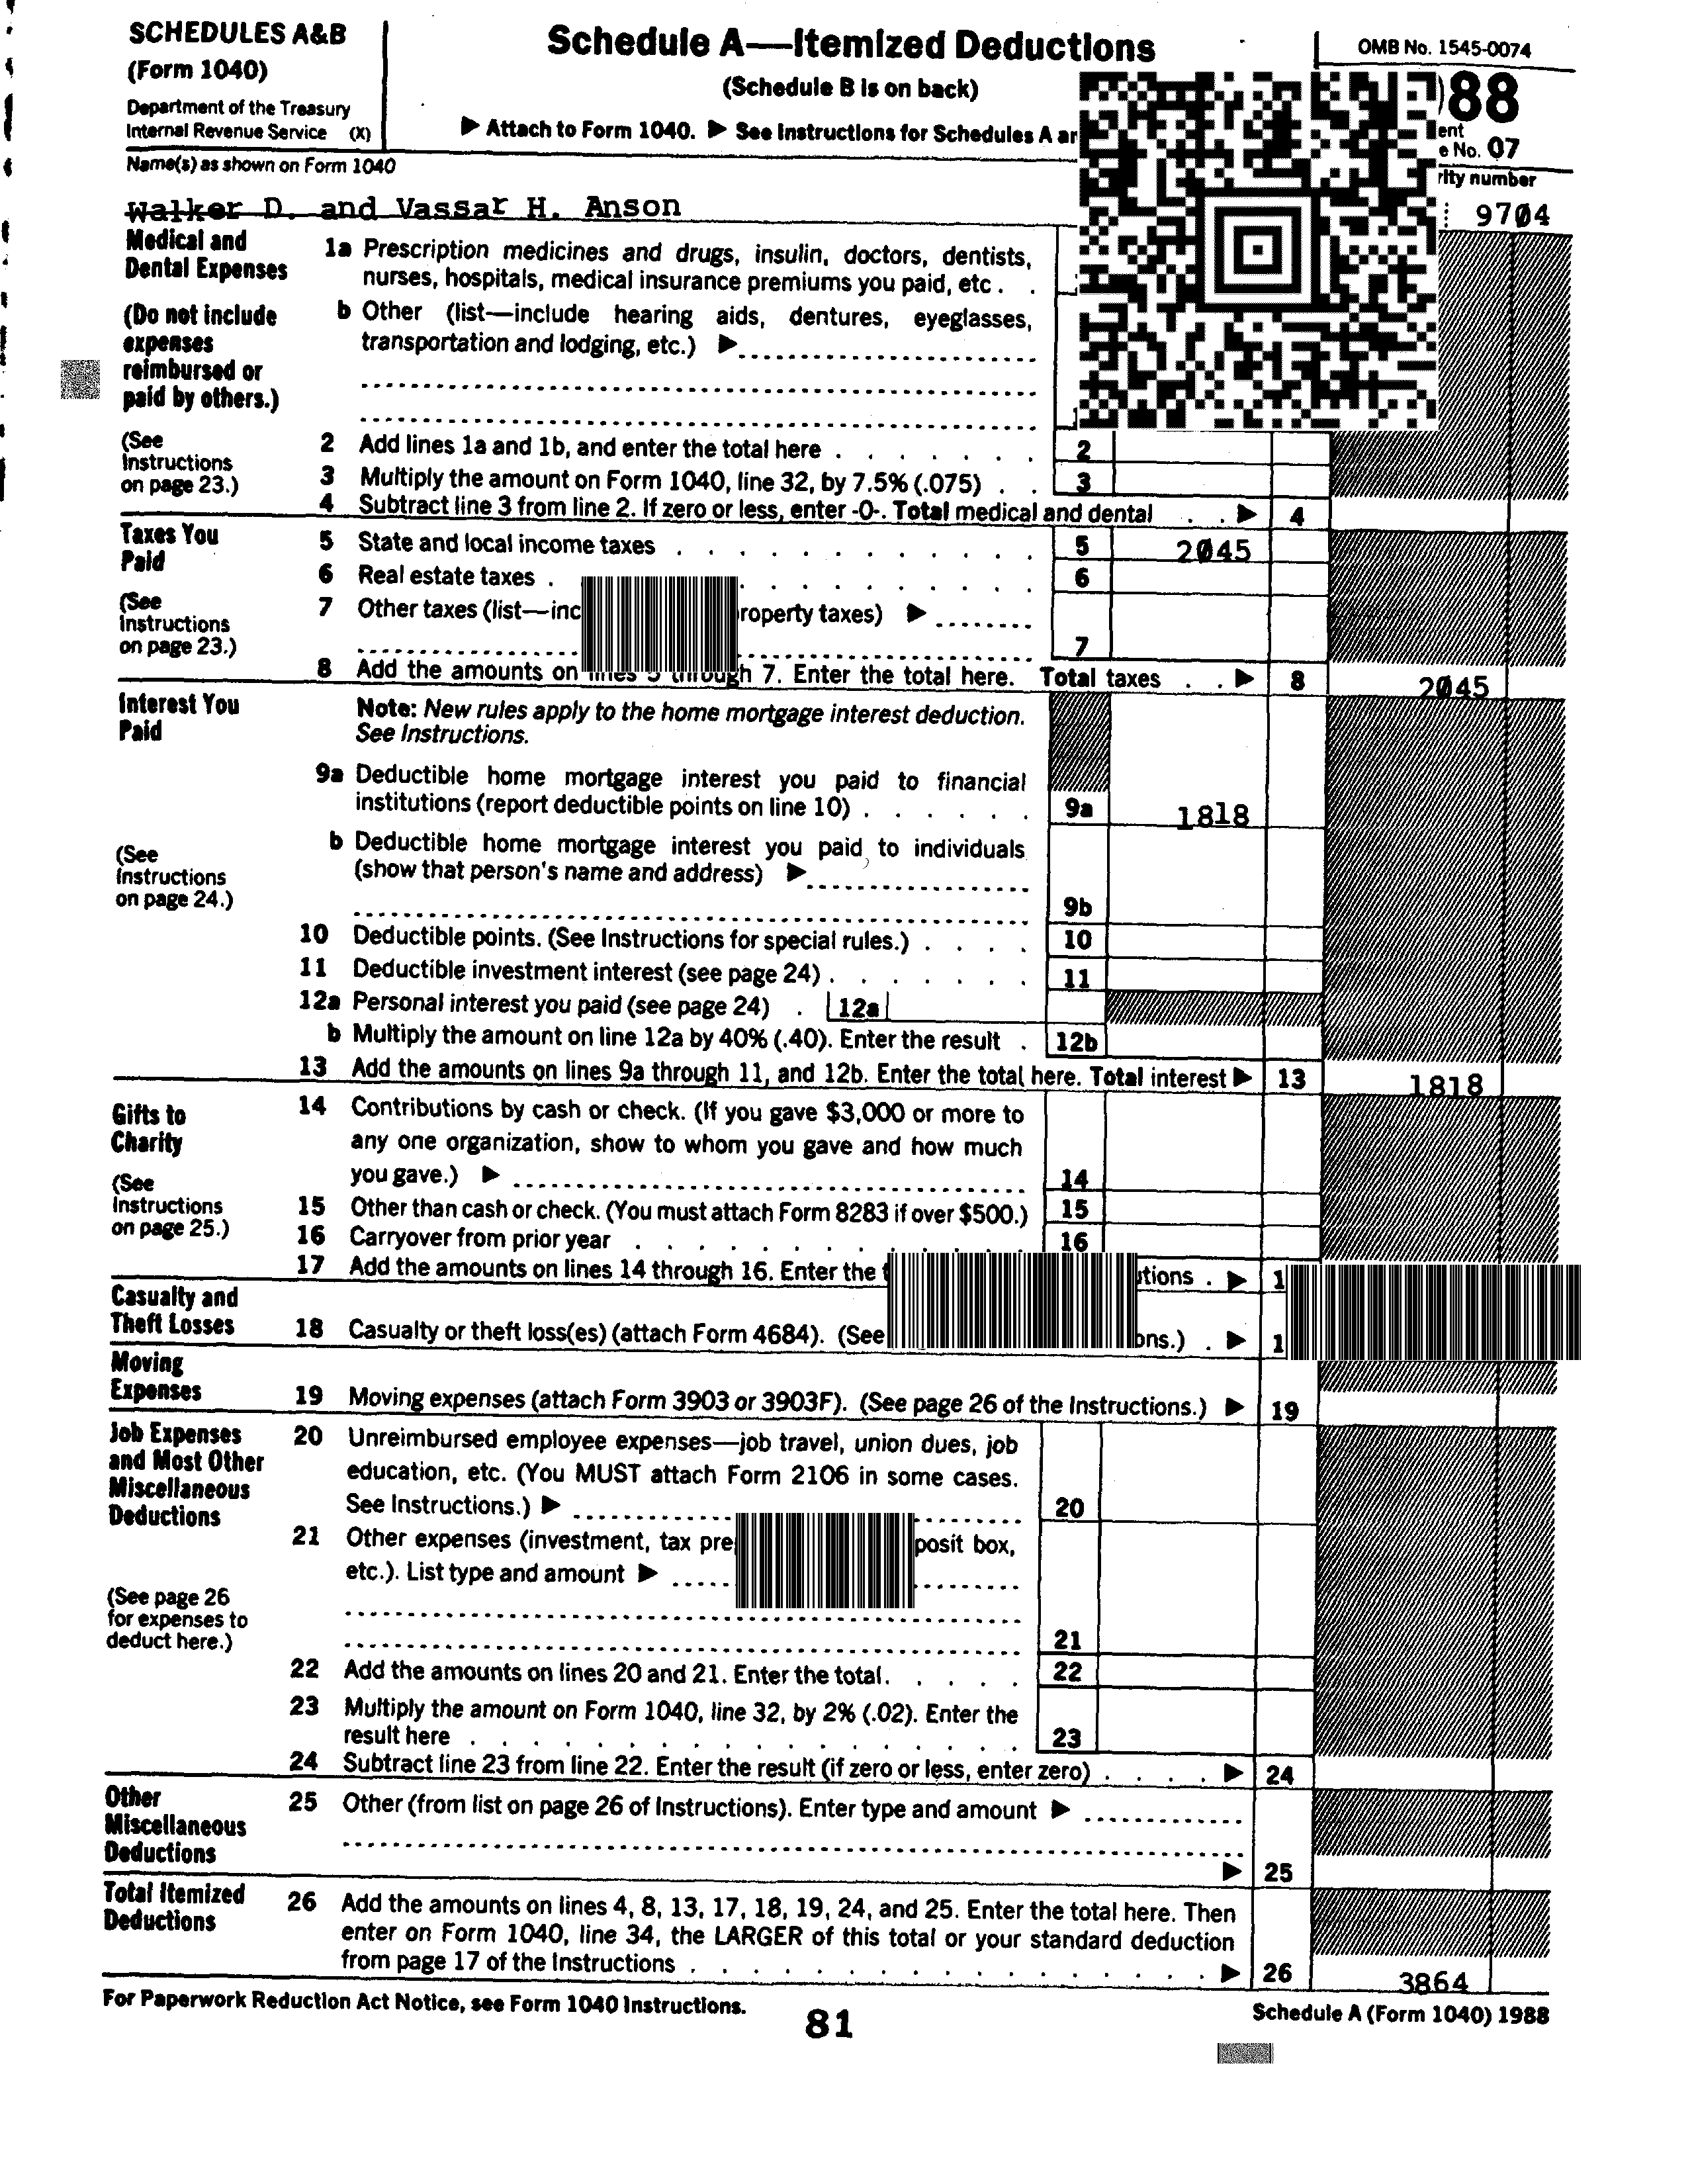 SCHEDULES A&B
(Form 1040)
Department of the Treasury
Internal Revenue Service (X)
Schedule A—Itemized Deductions
(Schedule B is on back)
▶ Attach to Form 1040. ▶ See Instructions for Schedules A
OMB No. 1545-0074
88
No. 07
Name(s) as shown on Form 1040
number
Walker D. and Vassar H. Anson
9704
Medical and
Dental Expenses
(Do not include
expenses
reimbursed or
paid by others.)
(See
Instructions
on page 23.)
1a Prescription medicines and drugs, insulin, doctors, dentists,
nurses, hospitals, medical insurance premiums you paid, etc . .
b Other (list—include hearing aids, dentures, eyeglasses,
transportation and lodging, etc.) ▶
2 Add lines 1a and 1b, and enter the total here . . . . . . . 2
3 Multiply the amount on Form 1040, line 32, by 7.5% (.075) . . 3
4 Subtract line 3 from line 2. If zero or less, enter -0-. Total medical and dental . . ▶ 4
Taxes You
Paid
(See
Instructions
on page 23.)
5 State and local income taxes . . . . . . . . . . . . 5 2045
6 Real estate taxes . . . . . . . . . . 6
7 Other taxes (list— property taxes) ▶
7
8 Add the amounts on lines 5 through 7. Enter the total here. Total taxes . . ▶ 8 2045
Interest You
Paid
(See
Instructions
on page 24.)
Note: New rules apply to the home mortgage interest deduction.
See Instructions.
9a Deductible home mortgage interest you paid to financial
institutions (report deductible points on line 10) . . . . . . 9a 1818
b Deductible home mortgage interest you paid to individuals
(show that person's name and address) ▶
9b
10 Deductible points. (See Instructions for special rules.) . . . . 10
11 Deductible investment interest (see page 24) . . . . . . . 11
12a Personal interest you paid (see page 24) . 12a
b Multiply the amount on line 12a by 40% (.40). Enter the result . 12b
13 Add the amounts on lines 9a through 11, and 12b. Enter the total here. Total interest ▶ 13 1818
Gifts to
Charity
(See
Instructions
on page 25.)
14 Contributions by cash or check. (If you gave $3,000 or more to
any one organization, show to whom you gave and how much
you gave.) ▶ 14
15 Other than cash or check. (You must attach Form 8283 if over $500.) 15
16 Carryover from prior year . . . . . . . . . . . 16
17 Add the amounts on lines 14 through 16. Enter the . ▶
Casualty and
Theft Losses
18 Casualty or theft loss(es) (attach Form 4684). (See . ▶
Moving
Expenses
19 Moving expenses (attach Form 3903 or 3903F). (See page 26 of the Instructions.) ▶ 19
Job Expenses
and Most Other
Miscellaneous
Deductions
(See page 26
for expenses to
deduct here.)
20 Unreimbursed employee expenses—job travel, union dues, job
education, etc. (You MUST attach Form 2106 in some cases.
See Instructions.) ▶ 20
21 Other expenses (investment, tax box,
etc.). List type and amount ▶
21
22 Add the amounts on lines 20 and 21. Enter the total. . . . . 22
23 Multiply the amount on Form 1040, line 32, by 2% (.02). Enter the
result here . . . . . . . . . . . . . . . . . 23
24 Subtract line 23 from line 22. Enter the result (if zero or less, enter zero) . . . . ▶ 24
Other
Miscellaneous
Deductions
25 Other (from list on page 26 of Instructions). Enter type and amount ▶
▶ 25
Total Itemized
Deductions
26 Add the amounts on lines 4, 8, 13, 17, 18, 19, 24, and 25. Enter the total here. Then
enter on Form 1040, line 34, the LARGER of this total or your standard deduction
from page 17 of the Instructions . . . . . . . . . . . . . . . . . ▶ 26 3864
For Paperwork Reduction Act Notice, see Form 1040 Instructions.
81
Schedule A (Form 1040) 1988